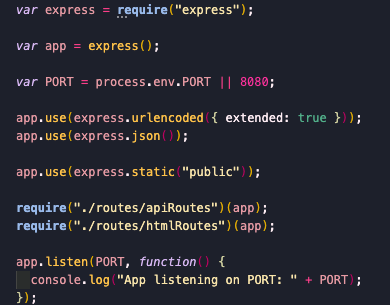 var express = require("express");
var app = express();
var PORT = process.env.PORT || 8080;
app.use(express.urlencoded({ extended: true }));
app.use(express.json());
app.use(express.static("public"));
require("./routes/apiRoutes")(app);
require("./routes/htmlRoutes")(app);
app.listen(PORT, function() {
  console.log("App listening on PORT: " + PORT);
});